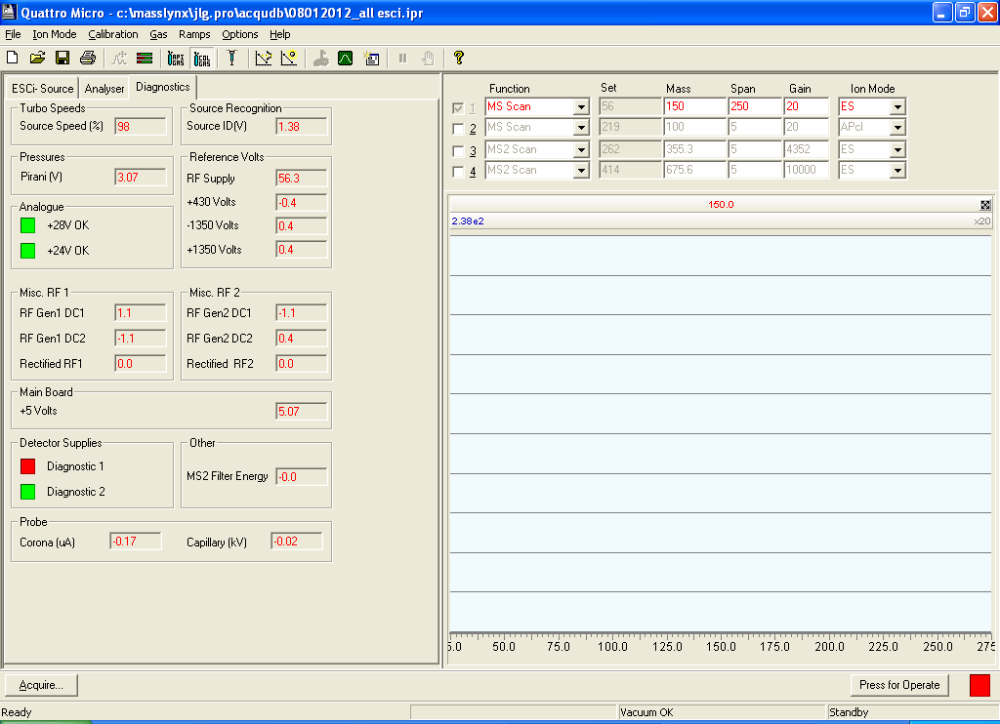 Quattro Micro - c:\masslynx\jlg.pro\acqudb\08012012_all esci.ipr
File Ion Mode Calibration Gas Ramps Options Help
API GAS COL GAS
ESCi- Source Analyser Diagnostics
Turbo Speeds
Source Speed (%) 98
Source Recognition
Source ID(V) 1.38
Pressures
Pirani (V) 3.07
Reference Volts
RF Supply 56.3
+430 Volts -0.4
-1350 Volts 0.4
+1350 Volts 0.4
Analogue
+28V OK
+24V OK
Misc. RF 1
RF Gen1 DC1 1.1
RF Gen1 DC2 -1.1
Rectified RF1 0.0
Misc. RF 2
RF Gen2 DC1 -1.1
RF Gen2 DC2 0.4
Rectified RF2 0.0
Main Board
+5 Volts 5.07
Detector Supplies
Diagnostic 1
Diagnostic 2
Other
MS2 Filter Energy -0.0
Probe
Corona (uA) -0.17 Capillary (kV) -0.02
Function Set Mass Span Gain Ion Mode
1 MS Scan 56 150 250 20 ES
2 MS Scan 219 100 5 20 APcI
3 MS2 Scan 262 355.3 5 4352 ES
4 MS2 Scan 414 675.6 5 10000 ES
150.0
2.38e2 x20
5.0 50.0 75.0 100.0 125.0 150.0 175.0 200.0 225.0 250.0 275
Acquire... Press for Operate
Ready Vacuum OK Standby